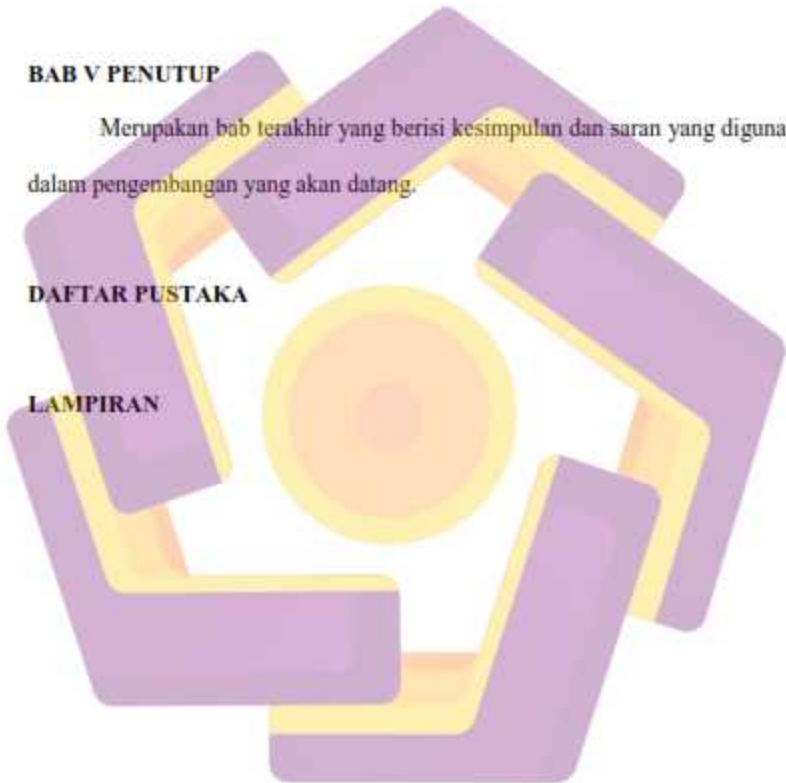 BAB V PENUTUP
Merupakan bab terakhir yang berisi kesimpulan dan saran yang diguna
dalam pengembangan yang akan datang.
DAFTAR PUSTAKA
LAMPIRAN